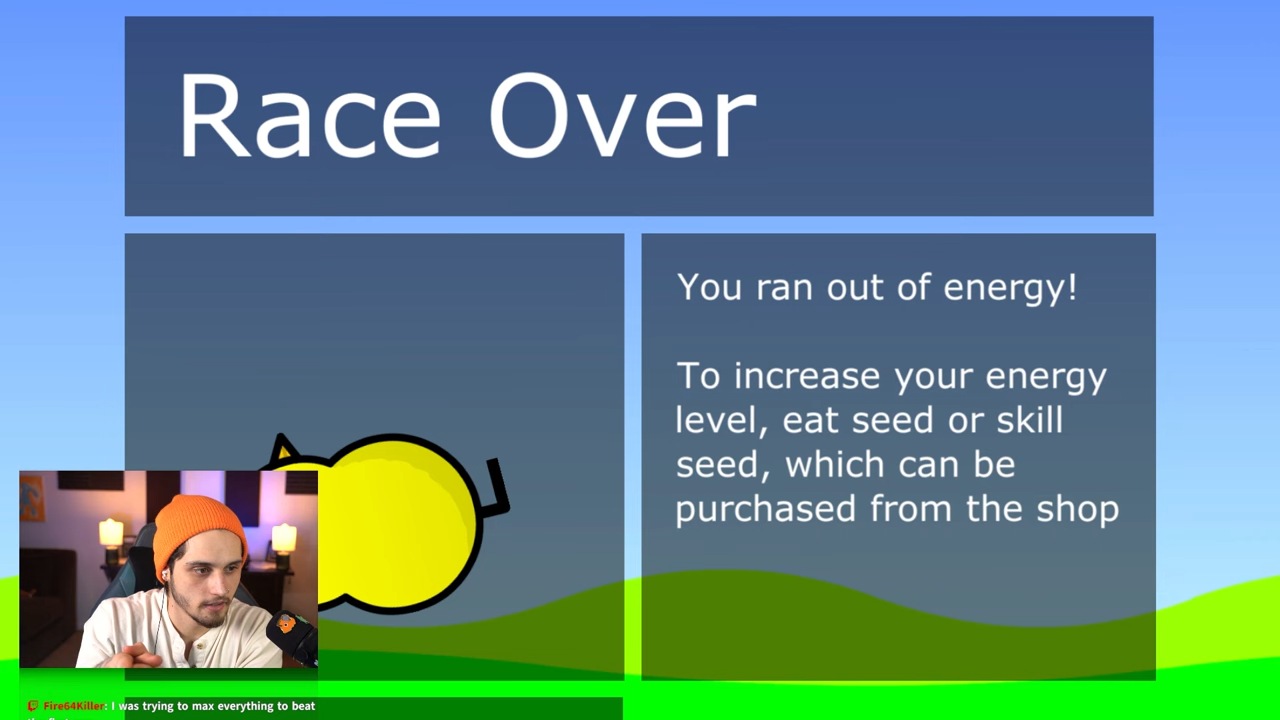 Race Over
You ran out of energy!
To increase your energy
level, eat seed or skill
seed, which can be
purchased from the shop
Fire64Killer: I was trying to max everything to beat